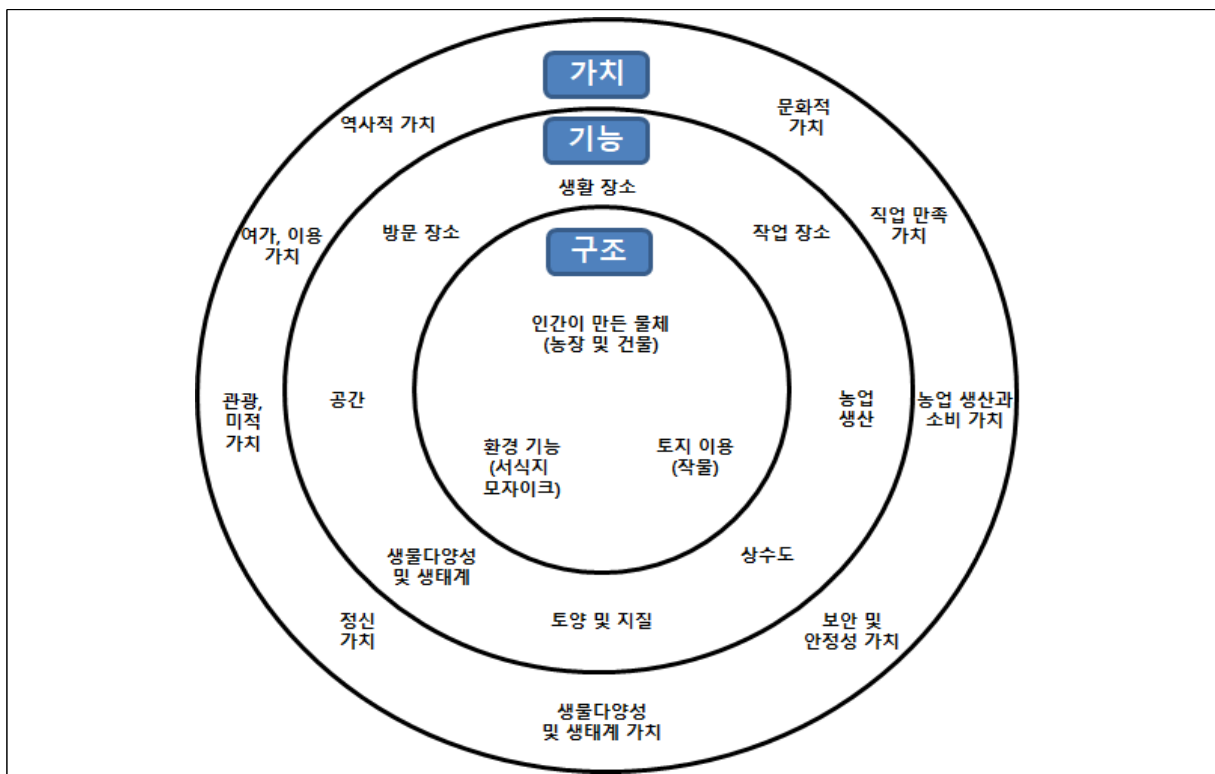 가치
역사적 가치
문화적
가치
여가, 이용
가치
직업 만족
가치
관광,
미적
가치
농업 생산과
소비 가치
정신
가치
보안 및
안정성 가치
생물다양성
및 생태계 가치
기능
생활 장소
방문 장소
작업 장소
공간
농업
생산
생물다양성
및 생태계
상수도
토양 및 지질
구조
인간이 만든 물체
(농장 및 건물)
환경 기능
(서식지
모자이크)
토지 이용
(작물)